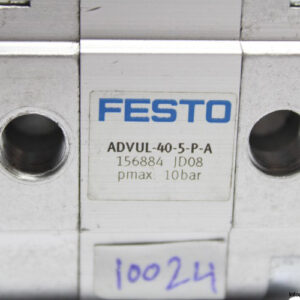 FESTO
ADVUL-40-5-P-A
156884 JD08
pmax: 10bar
10024